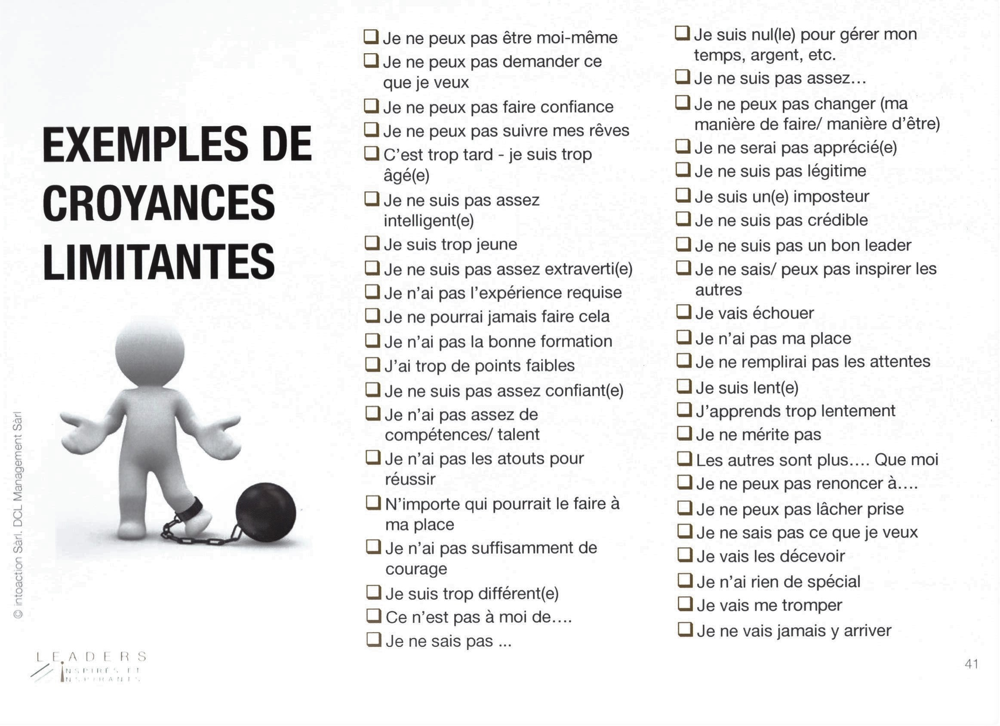 EXEMPLES DE
CROYANCES
LIMITANTES
Je ne peux pas être moi-même
Je ne peux pas demander ce
que je veux
Je ne peux pas faire confiance
Je ne peux pas suivre mes rêves
C'est trop tard - je suis trop
âgé(e)
Je ne suis pas assez
intelligent(e)
Je suis trop jeune
Je ne suis pas assez extraverti(e)
Je n'ai pas l'expérience requise
Je ne pourrai jamais faire cela
Je n'ai pas la bonne formation
J'ai trop de points faibles
Je ne suis pas assez confiant(e)
Je n'ai pas assez de
compétences/ talent
Je n'ai pas les atouts pour
réussir
N'importe qui pourrait le faire à
ma place
Je n'ai pas suffisamment de
courage
Je suis trop différent(e)
Ce n'est pas à moi de....
Je ne sais pas ...
Je suis nul(le) pour gérer mon
temps, argent, etc.
Je ne suis pas assez...
Je ne peux pas changer (ma
manière de faire/ manière d'être)
Je ne serai pas apprécié(e)
Je ne suis pas légitime
Je suis un(e) imposteur
Je ne suis pas crédible
Je ne suis pas un bon leader
Je ne sais/ peux pas inspirer les
autres
Je vais échouer
Je n'ai pas ma place
Je ne remplirai pas les attentes
Je suis lent(e)
J'apprends trop lentement
Je ne mérite pas
Les autres sont plus.... Que moi
Je ne peux pas renoncer à....
Je ne peux pas lâcher prise
Je ne sais pas ce que je veux
Je vais les décevoir
Je n'ai rien de spécial
Je vais me tromper
Je ne vais jamais y arriver
© intoaction Sàrl. DCL Management Sàrl
LEADERS
INSPIRÉS ET
INSPIRANTS
41